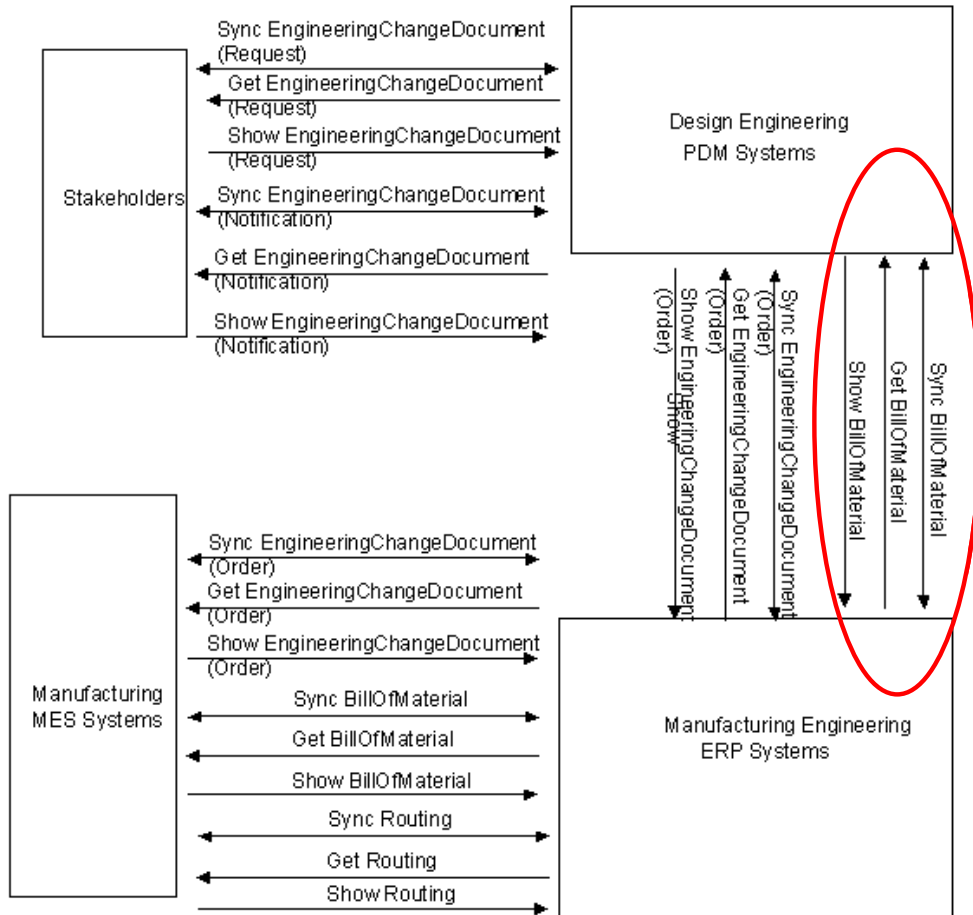 Sync EngineeringChangeDocument
(Request)
Get EngineeringChangeDocument
(Request)
Show EngineeringChangeDocument
(Request)
Sync EngineeringChangeDocument
(Notification)
Get EngineeringChangeDocument
(Notification)
Show EngineeringChangeDocument
(Notification)
Stakeholders
Design Engineering
PDM Systems
Show EngineeringChangeDocument
(Order)
Show
Get EngineeringChangeDocument
(Order)
Sync EngineeringChangeDocument
(Order)
Show BillOfMaterial
Get BillOfMaterial
Sync BillOfMaterial
Sync EngineeringChangeDocument
(Order)
Get EngineeringChangeDocument
(Order)
Show EngineeringChangeDocument
(Order)
Sync BillOfMaterial
Get BillOfMaterial
Show BillOfMaterial
Sync Routing
Get Routing
Show Routing
Manufacturing
MES Systems
Manufacturing Engineering
ERP Systems